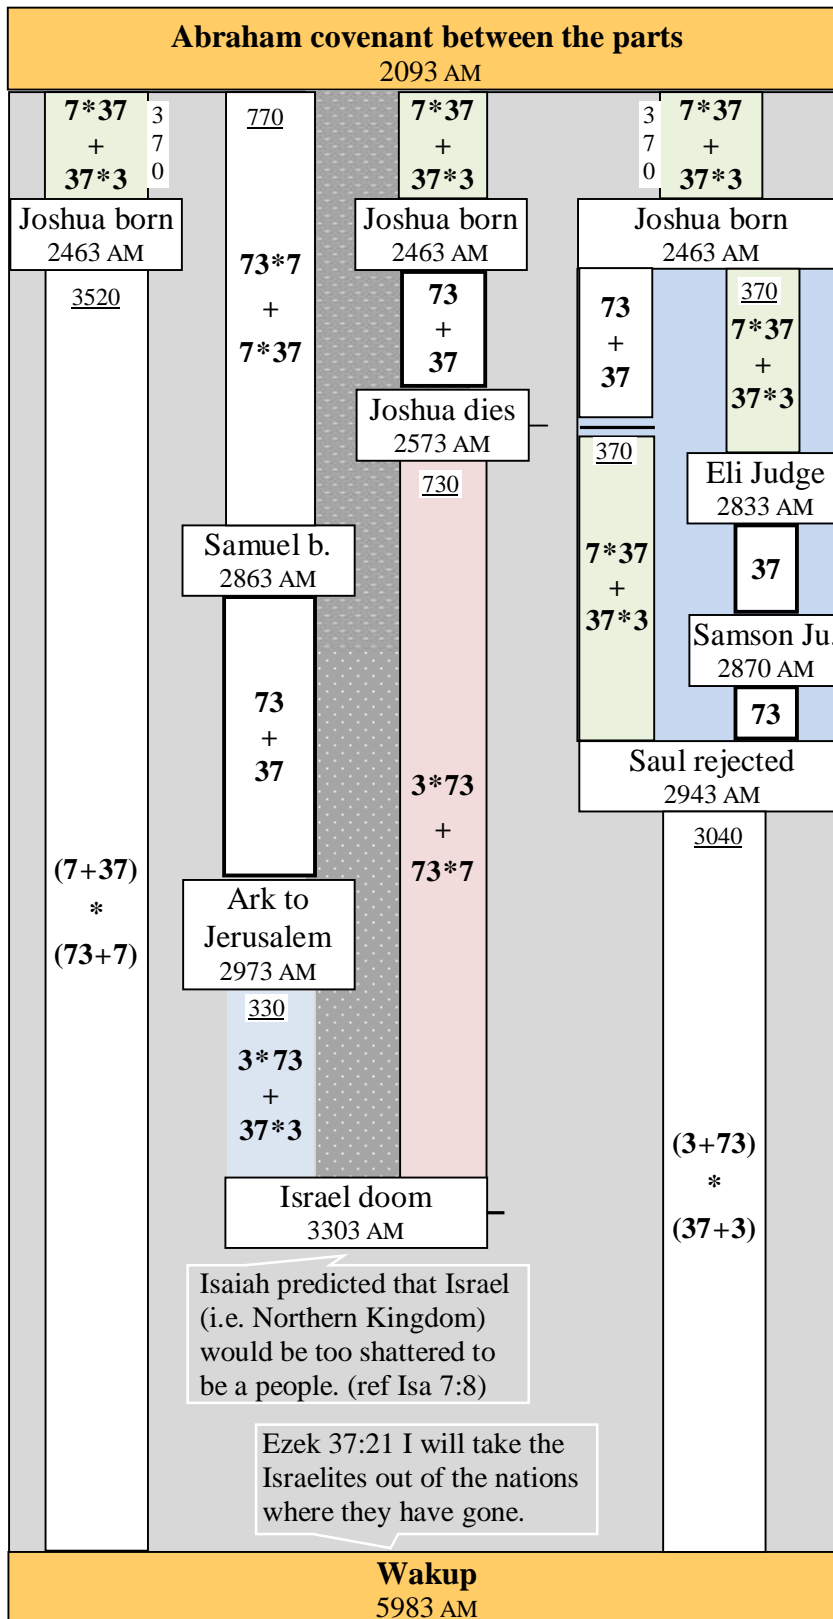 Abraham covenant between the parts
2093 AM
7*37
+
37*3
3
7
0
Joshua born
2463 AM
3520
(7+37)
*
(73+7)
770
73*7
+
7*37
Samuel b.
2863 AM
73
+
37
Ark to
Jerusalem
2973 AM
330
3*73
+
37*3
7*37
+
37*3
Joshua born
2463 AM
73
+
37
Joshua dies
2573 AM
730
3*73
+
73*7
Israel doom
3303 AM
Isaiah predicted that Israel
(i.e. Northern Kingdom)
would be too shattered to
be a people. (ref Isa 7:8)
3
7
0
7*37
+
37*3
Joshua born
2463 AM
73
+
37
370
7*37
+
37*3
370
7*37
+
37*3
Eli Judge
2833 AM
37
Samson Ju.
2870 AM
73
Saul rejected
2943 AM
3040
(3+73)
*
(37+3)
Ezek 37:21 I will take the
Israelites out of the nations
where they have gone.
Wakup
5983 AM